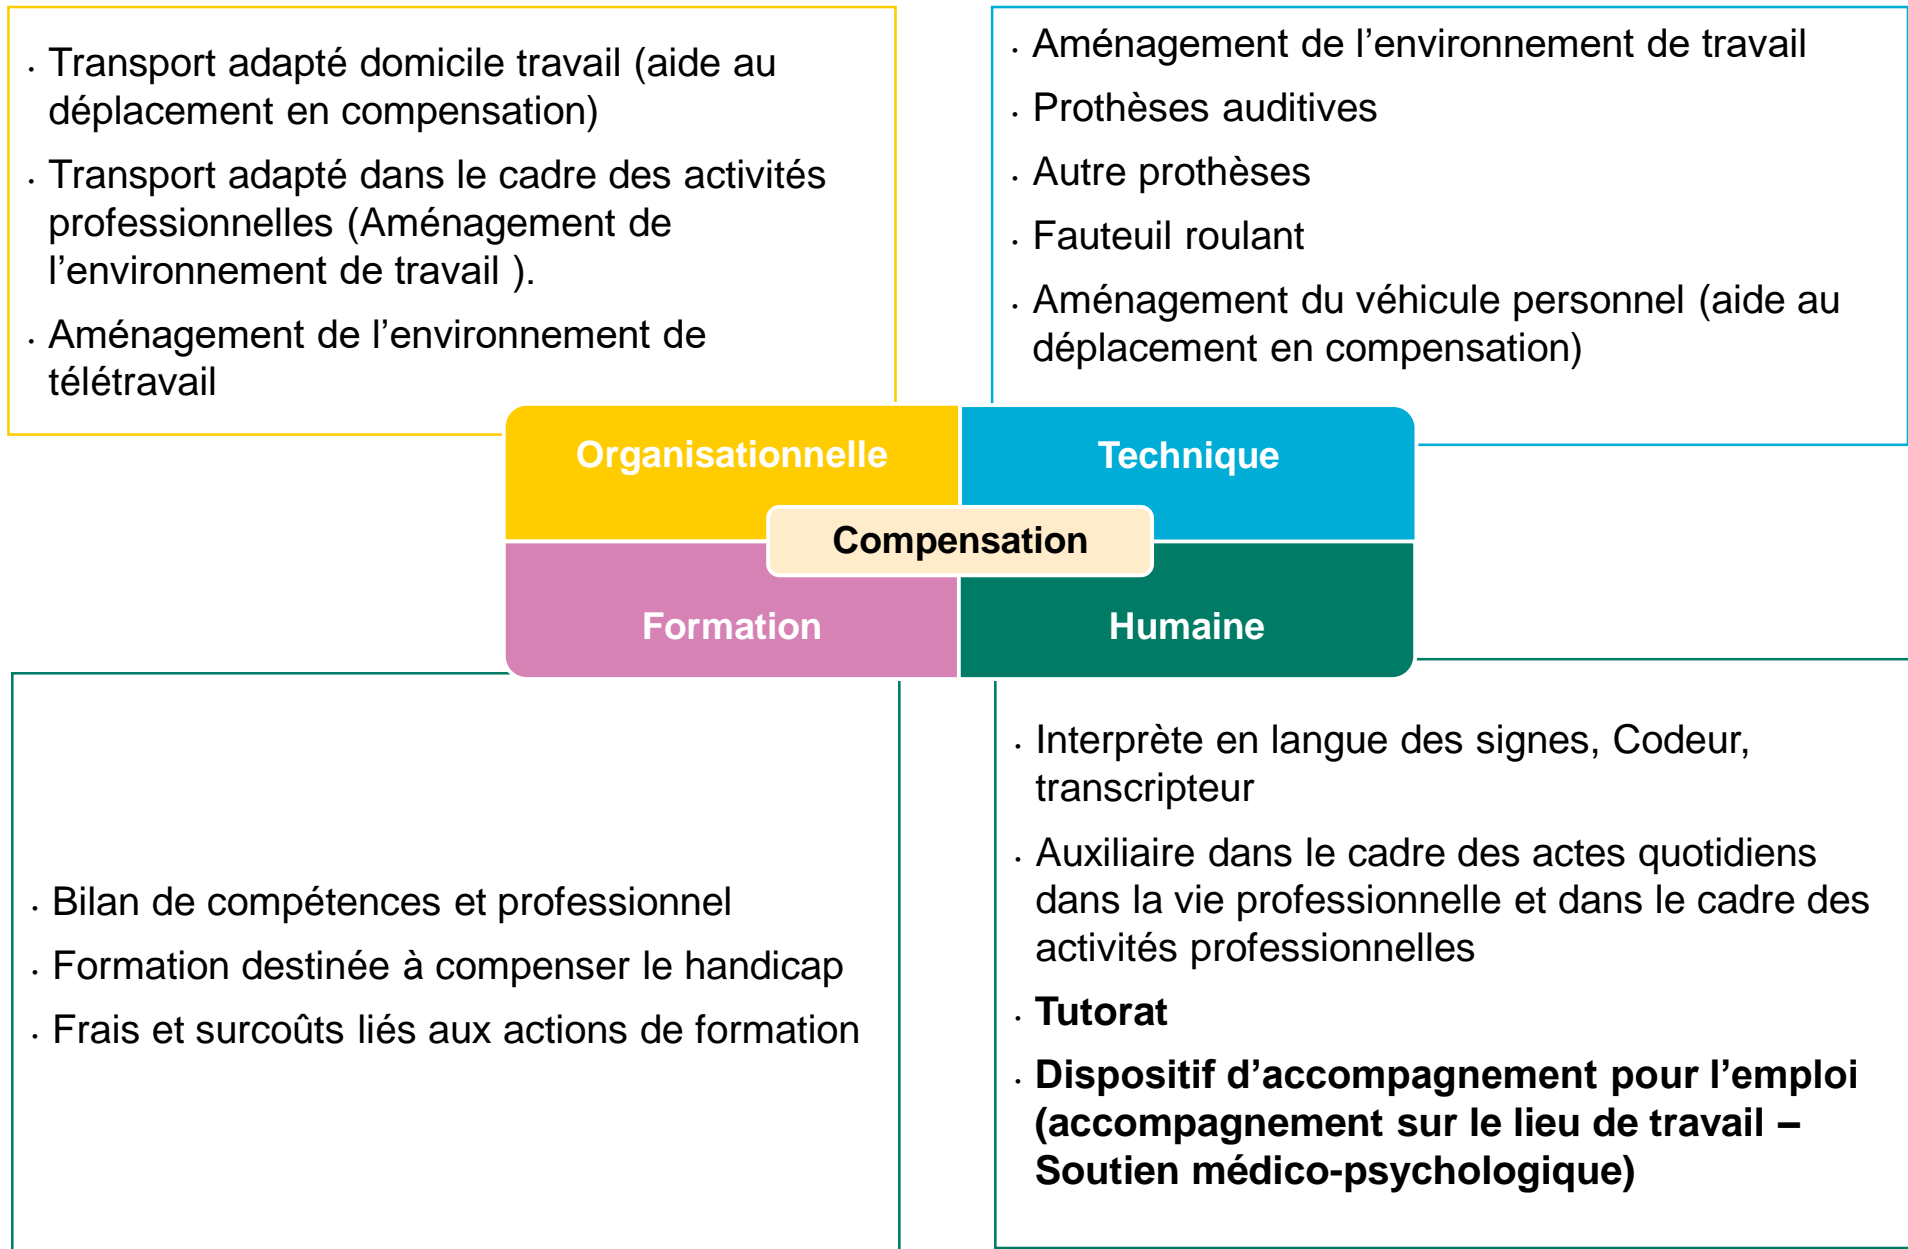 · Transport adapté domicile travail (aide au
déplacement en compensation)
· Transport adapté dans le cadre des activités
professionnelles (Aménagement de
l’environnement de travail ).
· Aménagement de l’environnement de
télétravail
· Aménagement de l’environnement de travail
· Prothèses auditives
· Autre prothèses
· Fauteuil roulant
· Aménagement du véhicule personnel (aide au
déplacement en compensation)
Organisationnelle
Technique
Compensation
Formation
Humaine
· Bilan de compétences et professionnel
· Formation destinée à compenser le handicap
· Frais et surcoûts liés aux actions de formation
· Interprète en langue des signes, Codeur,
transcripteur
· Auxiliaire dans le cadre des actes quotidiens
dans la vie professionnelle et dans le cadre des
activités professionnelles
· Tutorat
· Dispositif d’accompagnement pour l’emploi
(accompagnement sur le lieu de travail –
Soutien médico-psychologique)